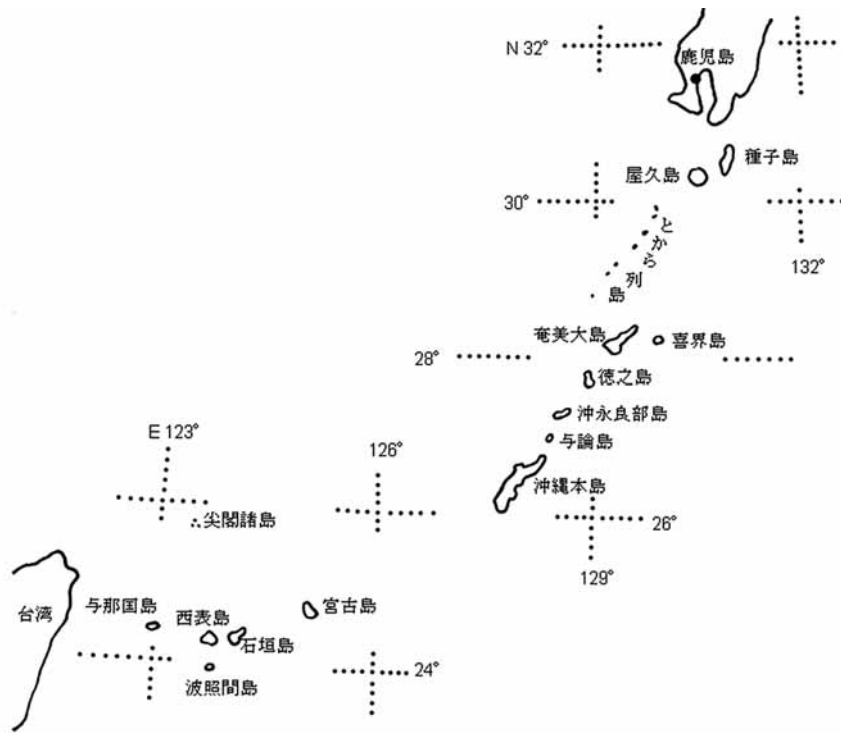 N 32°
鹿児島
種子島
屋久島
30°
とから列島
132°
奄美大島
喜界島
28°
徳之島
沖永良部島
E 123°
126°
与論島
沖縄本島
尖閣諸島
26°
129°
与那国島
西表島
宮古島
台湾
石垣島
24°
波照間島